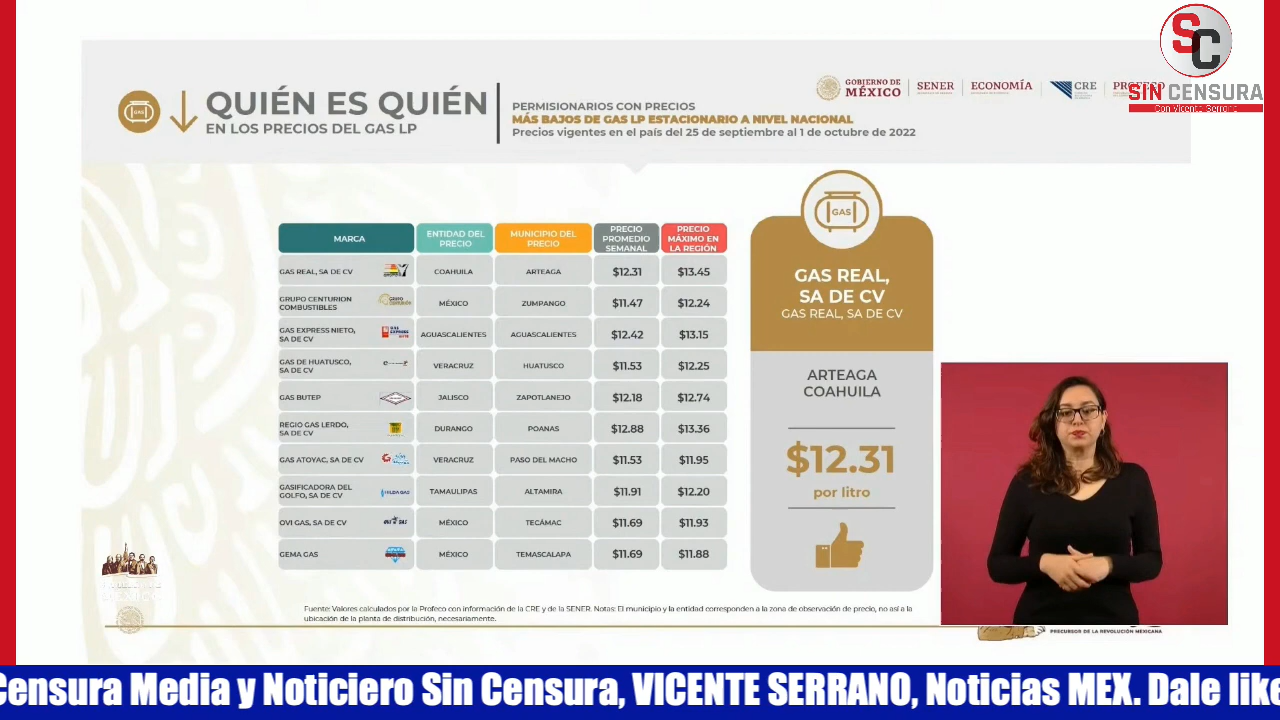 SC
SIN CENSURA
Con Vicente Serrano
GAS
QUIÉN ES QUIÉN
EN LOS PRECIOS DEL GAS LP
PERMISIONARIOS CON PRECIOS
MÁS BAJOS DE GAS LP ESTACIONARIO A NIVEL NACIONAL
Precios vigentes en el país del 25 de septiembre al 1 de octubre de 2022
GOBIERNO DE
MÉXICO
SENER
ECONOMÍA
CRE
MARCA
ENTIDAD DEL
PRECIO
MUNICIPIO DEL
PRECIO
PRECIO
PROMEDIO
SEMANAL
PRECIO
MÁXIMO EN
LA REGIÓN
GAS REAL, SA DE CV COAHUILA ARTEAGA $12.31 $13.45
GRUPO CENTURION
COMBUSTIBLES MÉXICO ZUMPANGO $11.47 $12.24
GAS EXPRESS NIETO,
SA DE CV AGUASCALIENTES AGUASCALIENTES $12.42 $13.15
GAS DE HUATUSCO,
SA DE CV VERACRUZ HUATUSCO $11.53 $12.25
GAS BUTEP JALISCO ZAPOTLANEJO $12.18 $12.74
REGIO GAS LERDO,
SA DE CV DURANGO POANAS $12.88 $13.36
GAS ATOYAC, SA DE CV VERACRUZ PASO DEL MACHO $11.53 $11.95
GASIFICADORA DEL
GOLFO, SA DE CV TAMAULIPAS ALTAMIRA $11.91 $12.20
OVI GAS, SA DE CV MÉXICO TECÁMAC $11.69 $11.93
GEMA GAS MÉXICO TEMASCALAPA $11.69 $11.88
GAS
GAS REAL,
SA DE CV
GAS REAL, SA DE CV
ARTEAGA
COAHUILA
$12.31
por litro
Fuente: Valores calculados por la Profeco con información de la CRE y de la SENER. Notas: El municipio y la entidad corresponden a la zona de observación de precio, no así a la
ubicación de la planta de distribución, necesariamente.
PRECURSOR DE LA REVOLUCIÓN MEXICANA
Censura Media y Noticiero Sin Censura, VICENTE SERRANO, Noticias MEX. Dale like